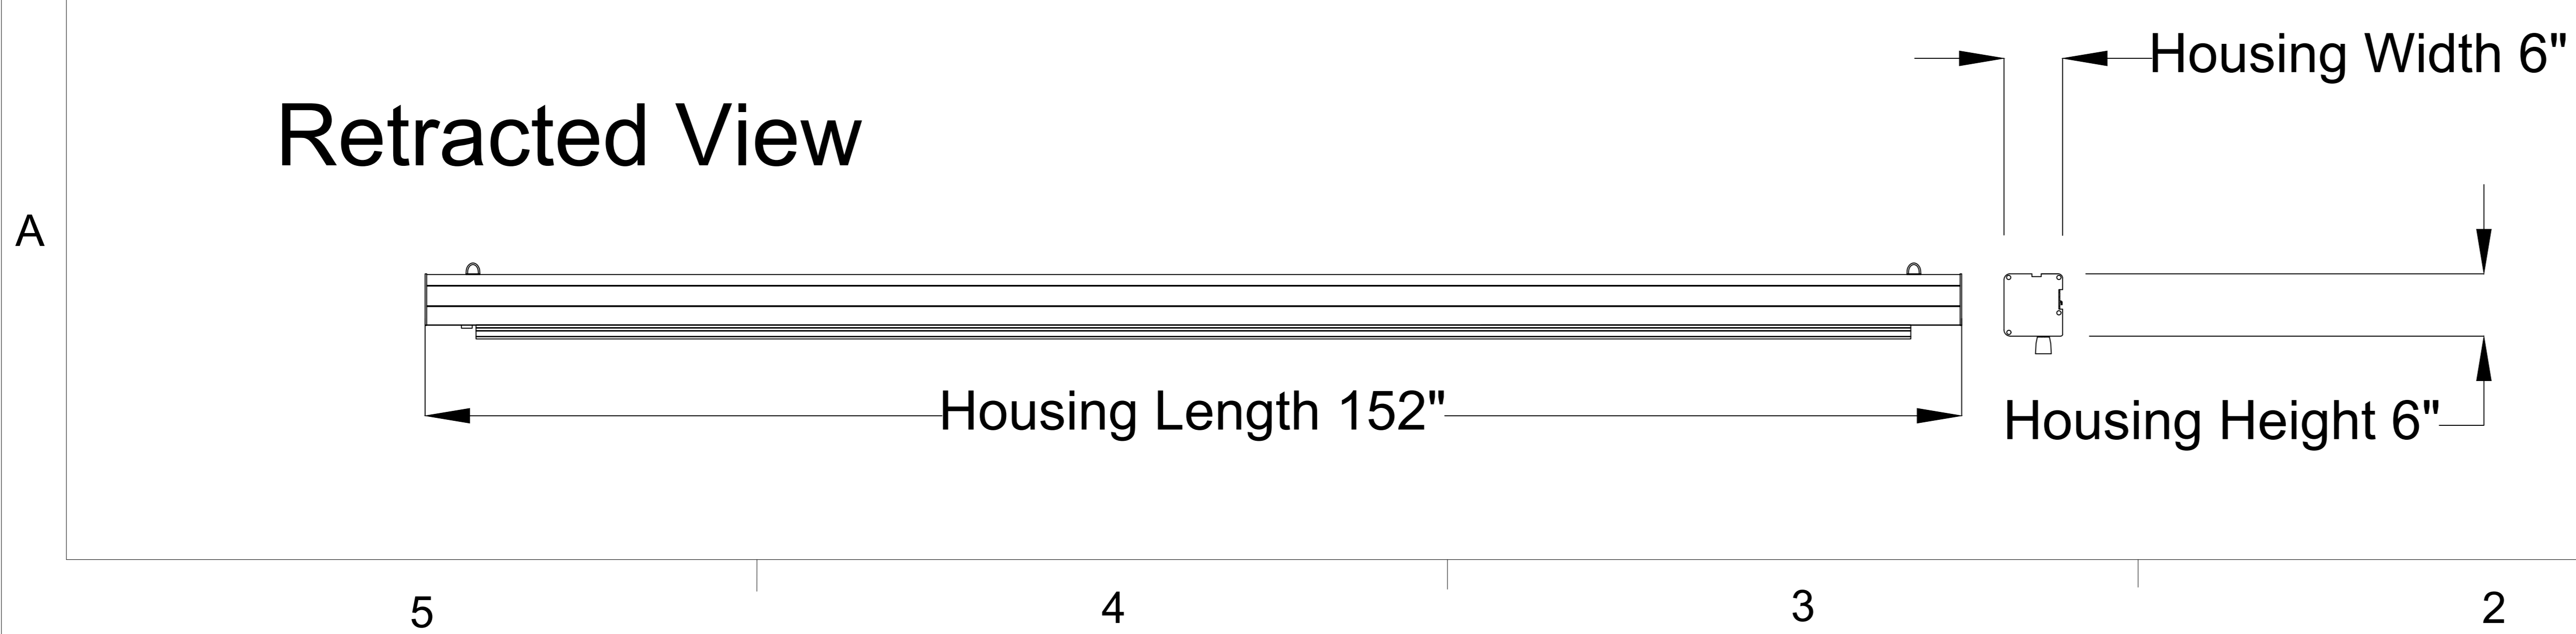 Housing Width 6"
Retracted View
A
Housing Length 152"
Housing Height 6"
5
4
3
2